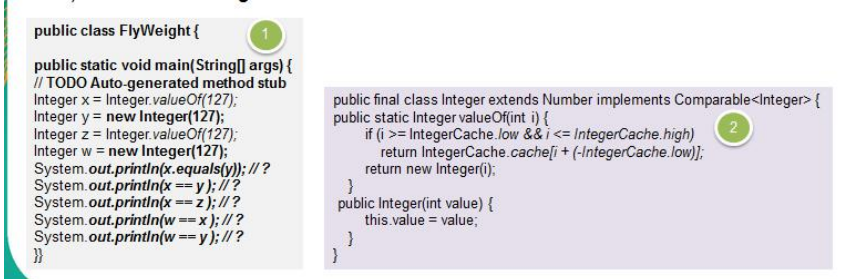 public class FlyWeight {
1
public static void main(String[] args) {
// TODO Auto-generated method stub
Integer x = Integer.valueOf(127);
Integer y = new Integer(127);
Integer z = Integer.valueOf(127);
Integer w = new Integer(127);
System.out.println(x.equals(y)); // ?
System.out.println(x == y ); // ?
System.out.println(x == z ); // ?
System.out.println(w == x ); // ?
System.out.println(w == y ); // ?
}}
public final class Integer extends Number implements Comparable<Integer> {
public static Integer valueOf(int i) {
2
if (i >= IntegerCache.low && i <= IntegerCache.high)
return IntegerCache.cache[i + (-IntegerCache.low)];
return new Integer(i);
}
public Integer(int value) {
this.value = value;
}
}